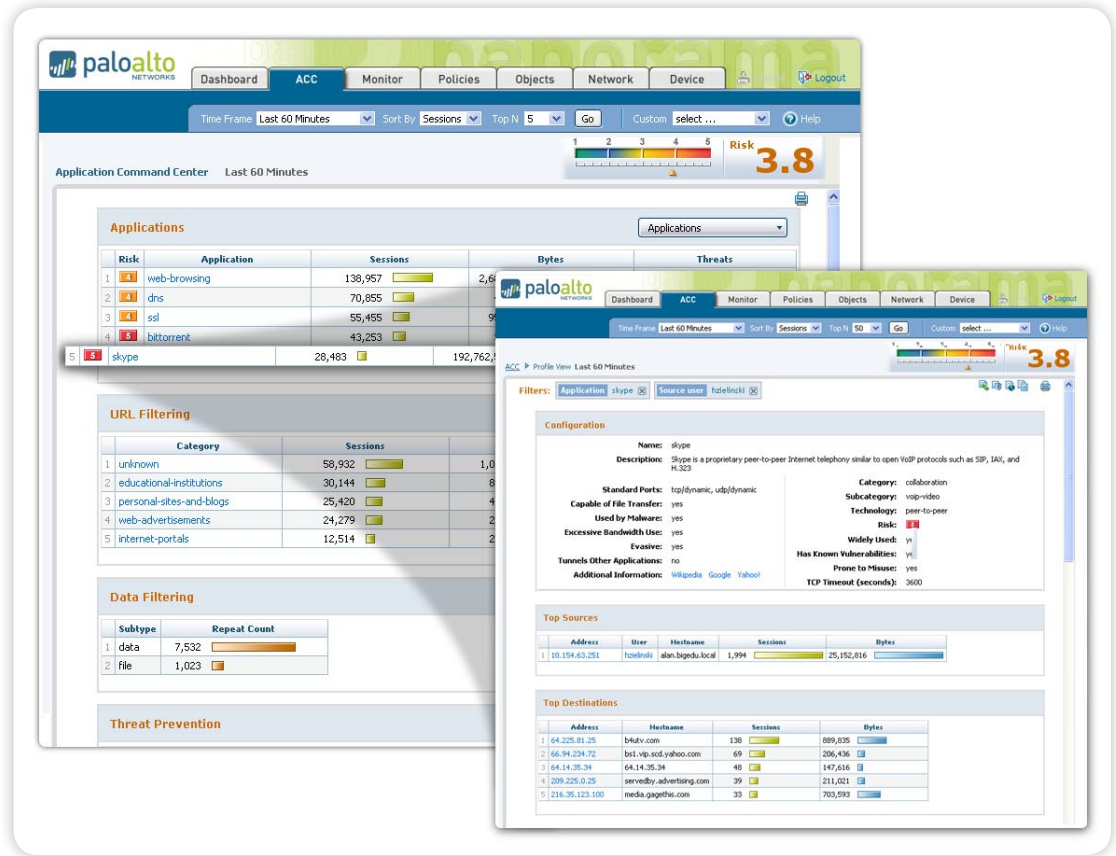 paloalto
NETWORKS
panorama
Dashboard ACC Monitor Policies Objects Network Device Logout
Time Frame Last 60 Minutes Sort By Sessions Top N 5 Go Custom select ... Help
1 2 3 4 5
Risk 3.8
Application Command Center Last 60 Minutes
Applications Applications
Risk Application Sessions Bytes Threats
1 4 web-browsing 138,957
2 4 dns 70,855
3 4 ssl 55,455
4 5 bittorrent 43,253
5 5 skype 28,483
URL Filtering
Category Sessions
1 unknown 58,932
2 educational-institutions 30,144
3 personal-sites-and-blogs 25,420
4 web-advertisements 24,279
5 internet-portals 12,514
Data Filtering
Subtype Repeat Count
1 data 7,532
2 file 1,023
Threat Prevention
paloalto
NETWORKS
panorama
Dashboard ACC Monitor Policies Objects Network Device Logout
Time Frame Last 60 Minutes Sort By Sessions Top N 50 Go Custom select ... Help
Risk 3.8
ACC Profile View Last 60 Minutes
Filters: Application skype Source user hzielinski
Configuration
Name: skype
Description: Skype is a proprietary peer-to-peer Internet telephony similar to open VoIP protocols such as SIP, IAX, and
H.323
Standard Ports: tcp/dynamic, udp/dynamic
Capable of File Transfer: yes
Used by Malware: yes
Excessive Bandwidth Use: yes
Evasive: yes
Tunnels Other Applications: no
Additional Information: Wikipedia Google Yahoo!
Category: collaboration
Subcategory: voip-video
Technology: peer-to-peer
Risk: 5
Widely Used:
Has Known Vulnerabilities:
Prone to Misuse: yes
TCP Timeout (seconds): 3600
Top Sources
Address User Hostname Sessions Bytes
1 10.154.63.251 hzielinski alan.bigedu.local 1,994 25,152,816
Top Destinations
Address Hostname Sessions Bytes
1 64.225.81.25 b4utv.com 138 889,835
2 66.94.234.72 bs1.vip.scd.yahoo.com 69 206,436
3 64.14.35.34 64.14.35.34 48 147,616
4 209.225.0.25 servedby.advertising.com 39 211,021
5 216.35.123.100 media.gagethis.com 33 703,593